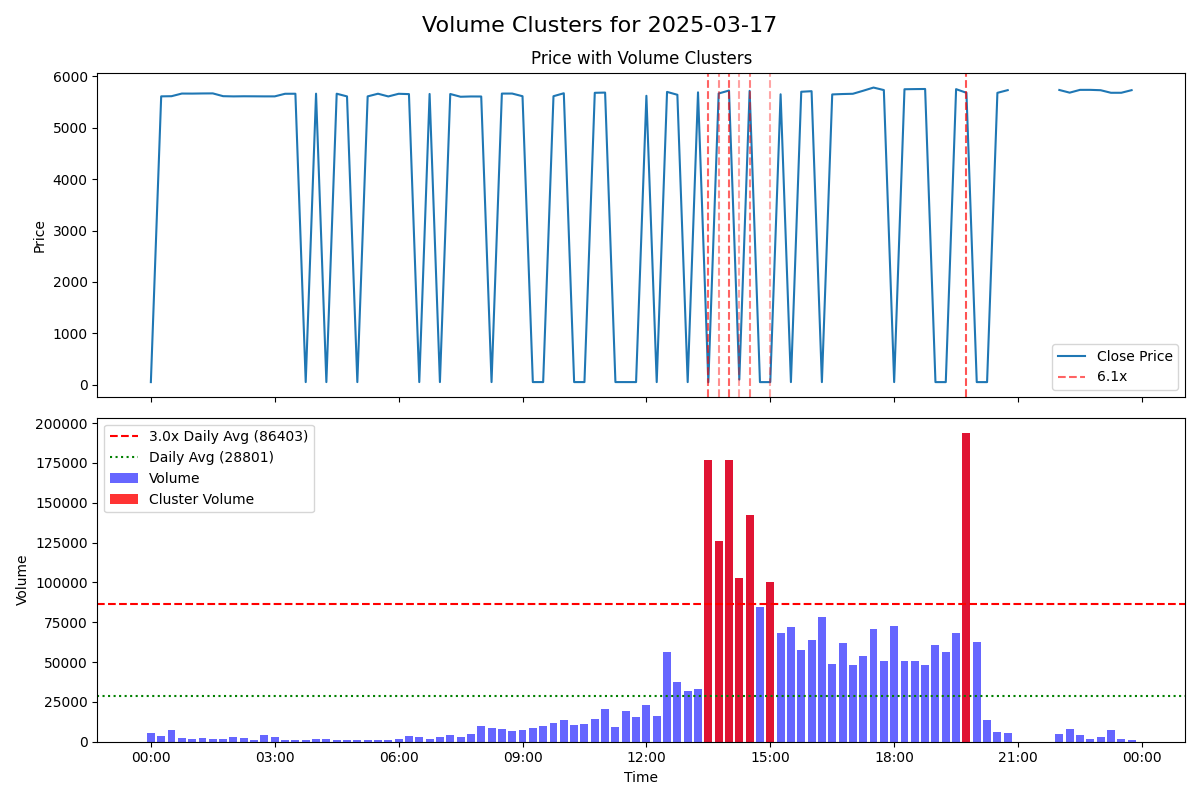 Volume Clusters for 2025-03-17
Price with Volume Clusters
6000
5000
4000
3000
2000
1000
0
Price
Close Price
6.1x
200000
175000
150000
125000
100000
75000
50000
25000
0
Volume
3.0x Daily Avg (86403)
Daily Avg (28801)
Volume
Cluster Volume
00:00 03:00 06:00 09:00 12:00 15:00 18:00 21:00 00:00
Time